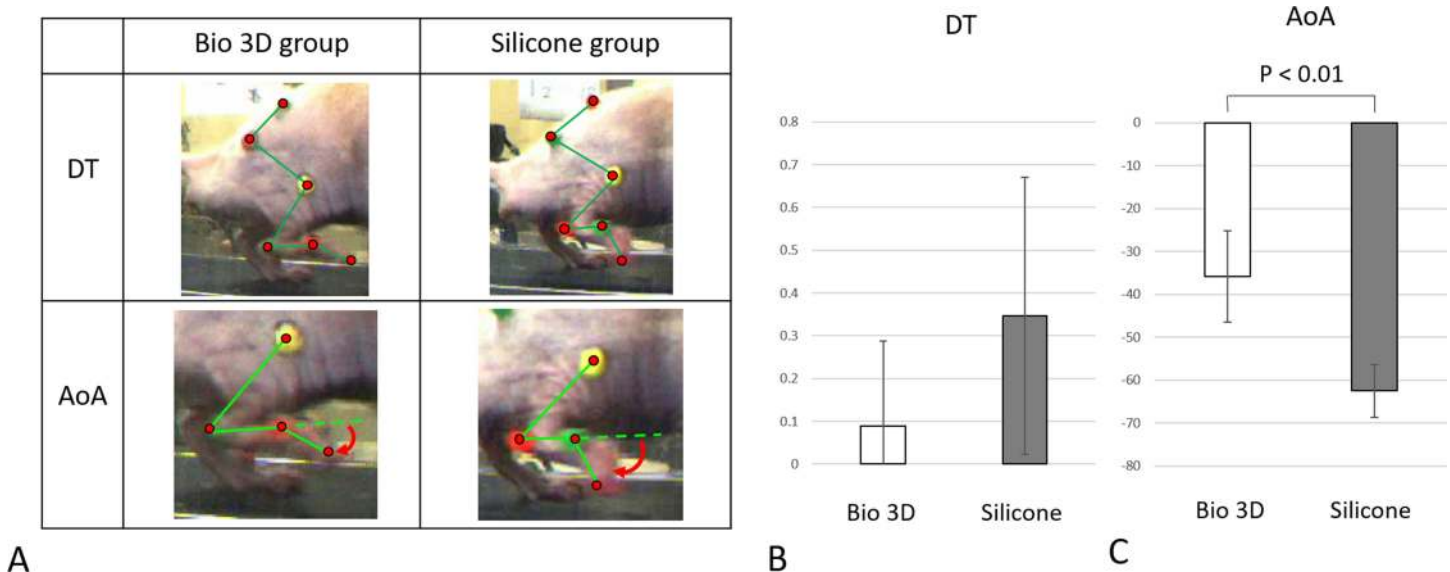 Bio 3D group
Silicone group
DT
AoA
A
DT
0.8
0.7
0.6
0.5
0.4
0.3
0.2
0.1
0
Bio 3D
Silicone
B
AoA
P < 0.01
0
-10
-20
-30
-40
-50
-60
-70
-80
Bio 3D
Silicone
C